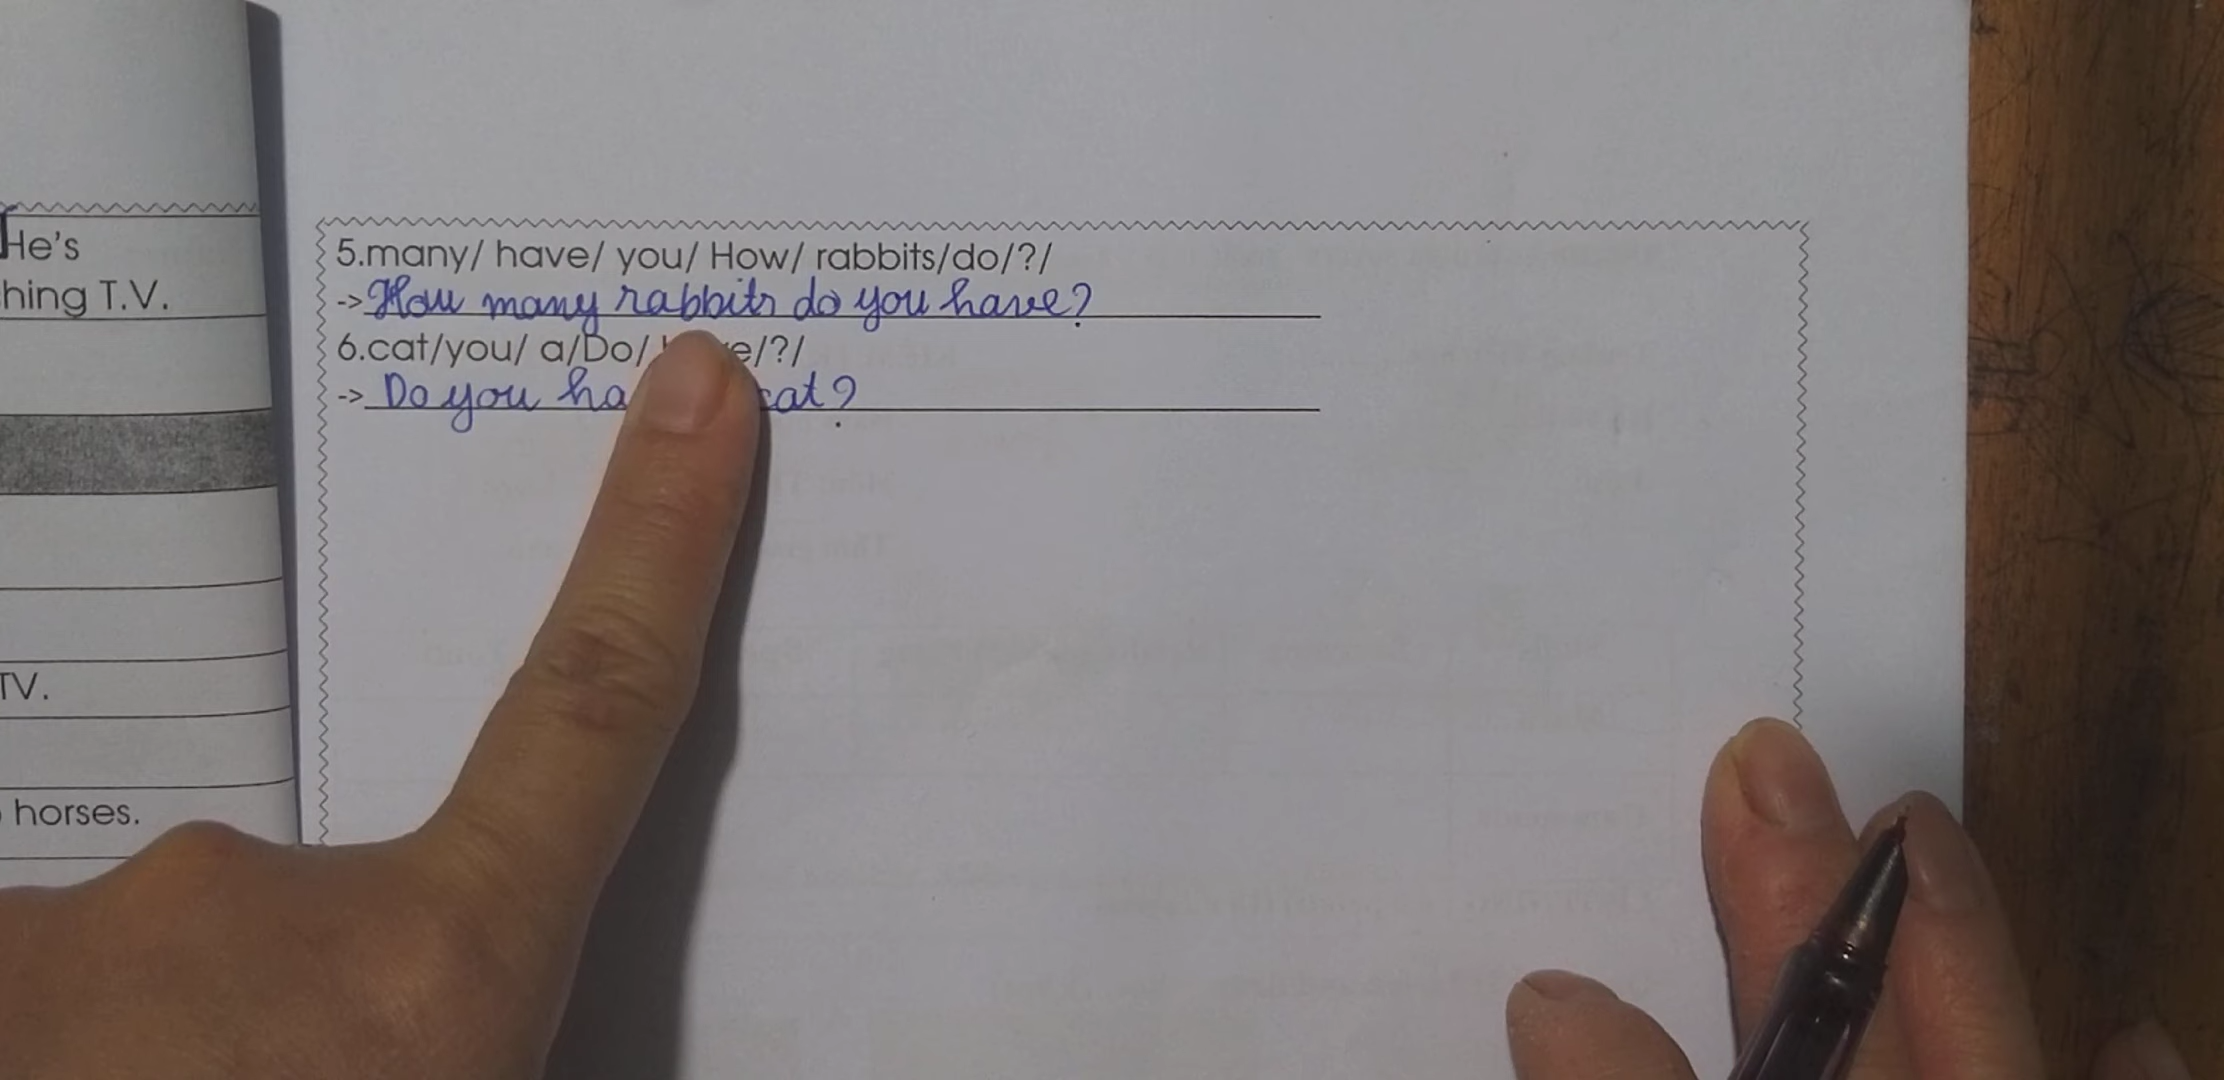 He's
hing T.V.
TV.
horses.
5.many/ have/ you/ How/ rabbits/do/?/
->How many rabbits do you have?
6.cat/you/ a/Do/ /?/
-> Do you cat?